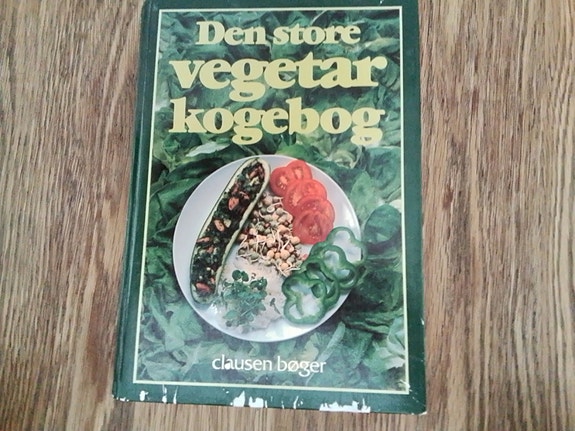 Den store
vegetar
kogebog
clausen bøger